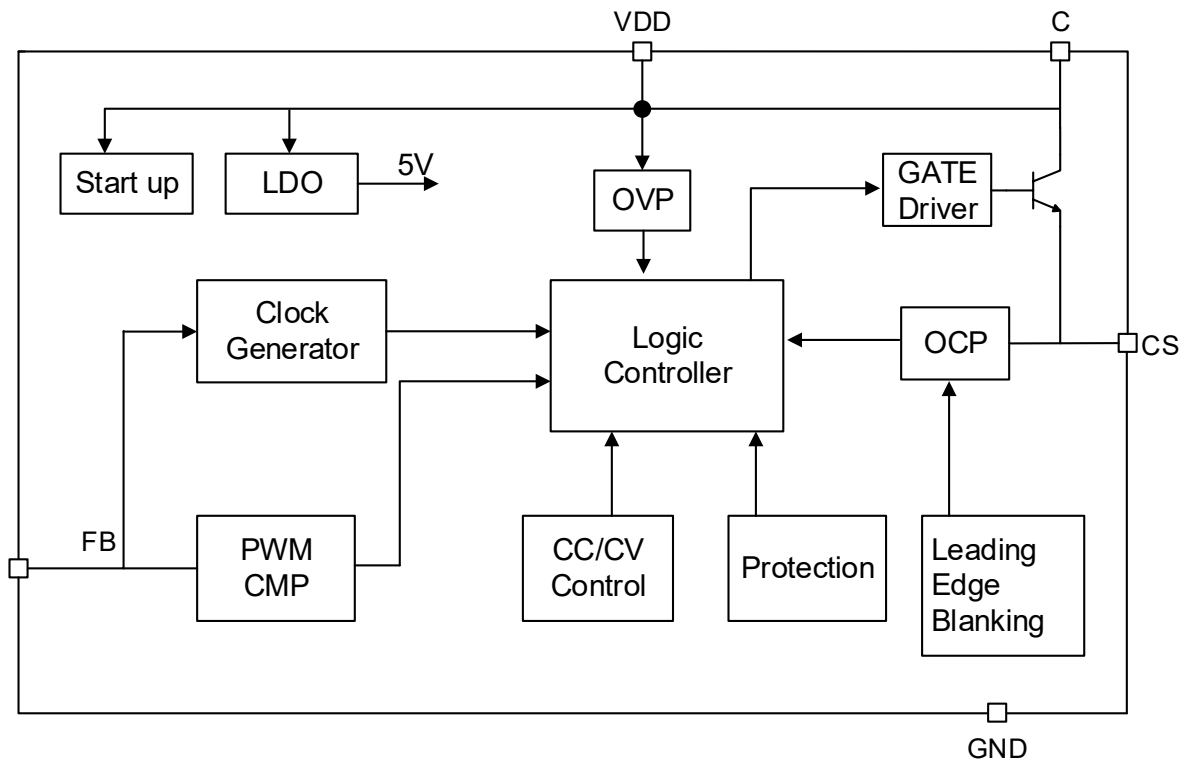 VDD
C
Start up
LDO
5V
OVP
GATE
Driver
Clock
Generator
Logic
Controller
OCP
CS
FB
PWM
CMP
CC/CV
Control
Protection
Leading
Edge
Blanking
GND